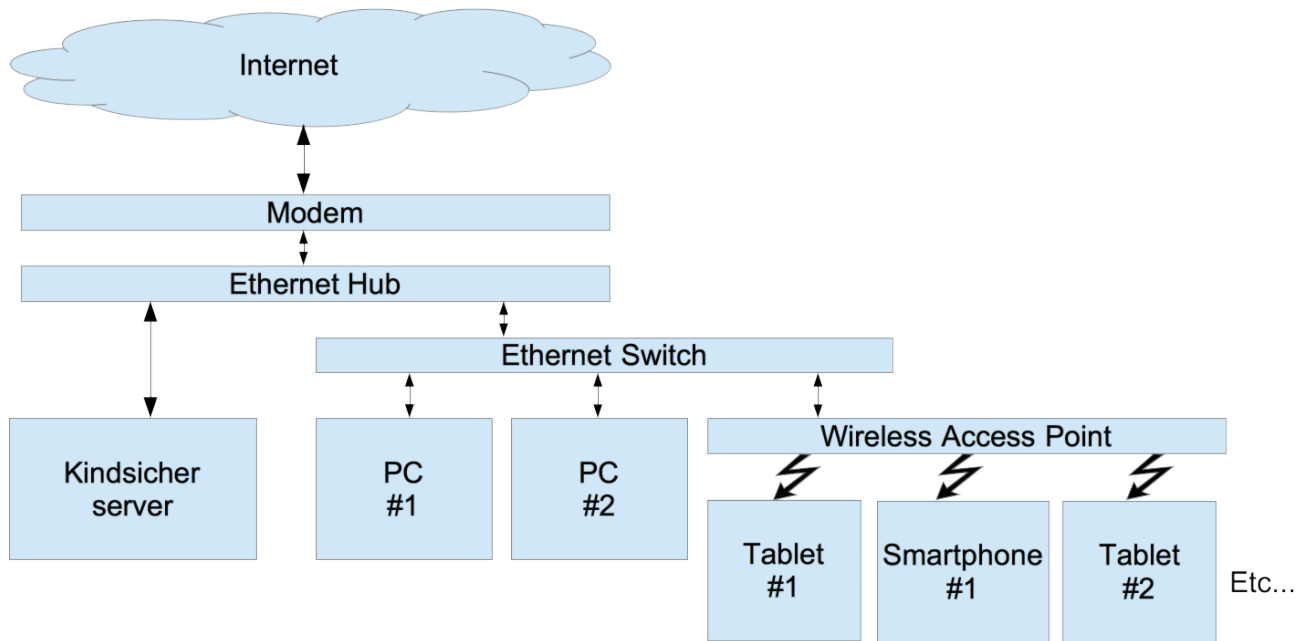 Internet
Modem
Ethernet Hub
Ethernet Switch
Kindsicher
server
PC
#1
PC
#2
Wireless Access Point
Tablet
#1
Smartphone
#1
Tablet
#2
Etc...